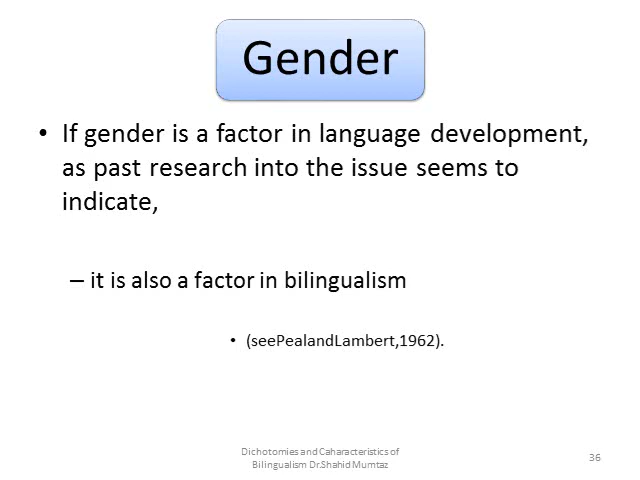 Gender
• If gender is a factor in language development,
as past research into the issue seems to
indicate,
– it is also a factor in bilingualism
• (seePealandLambert,1962).
Dichotomies and Caharacteristics of
Bilingualism Dr.Shahid Mumtaz
36